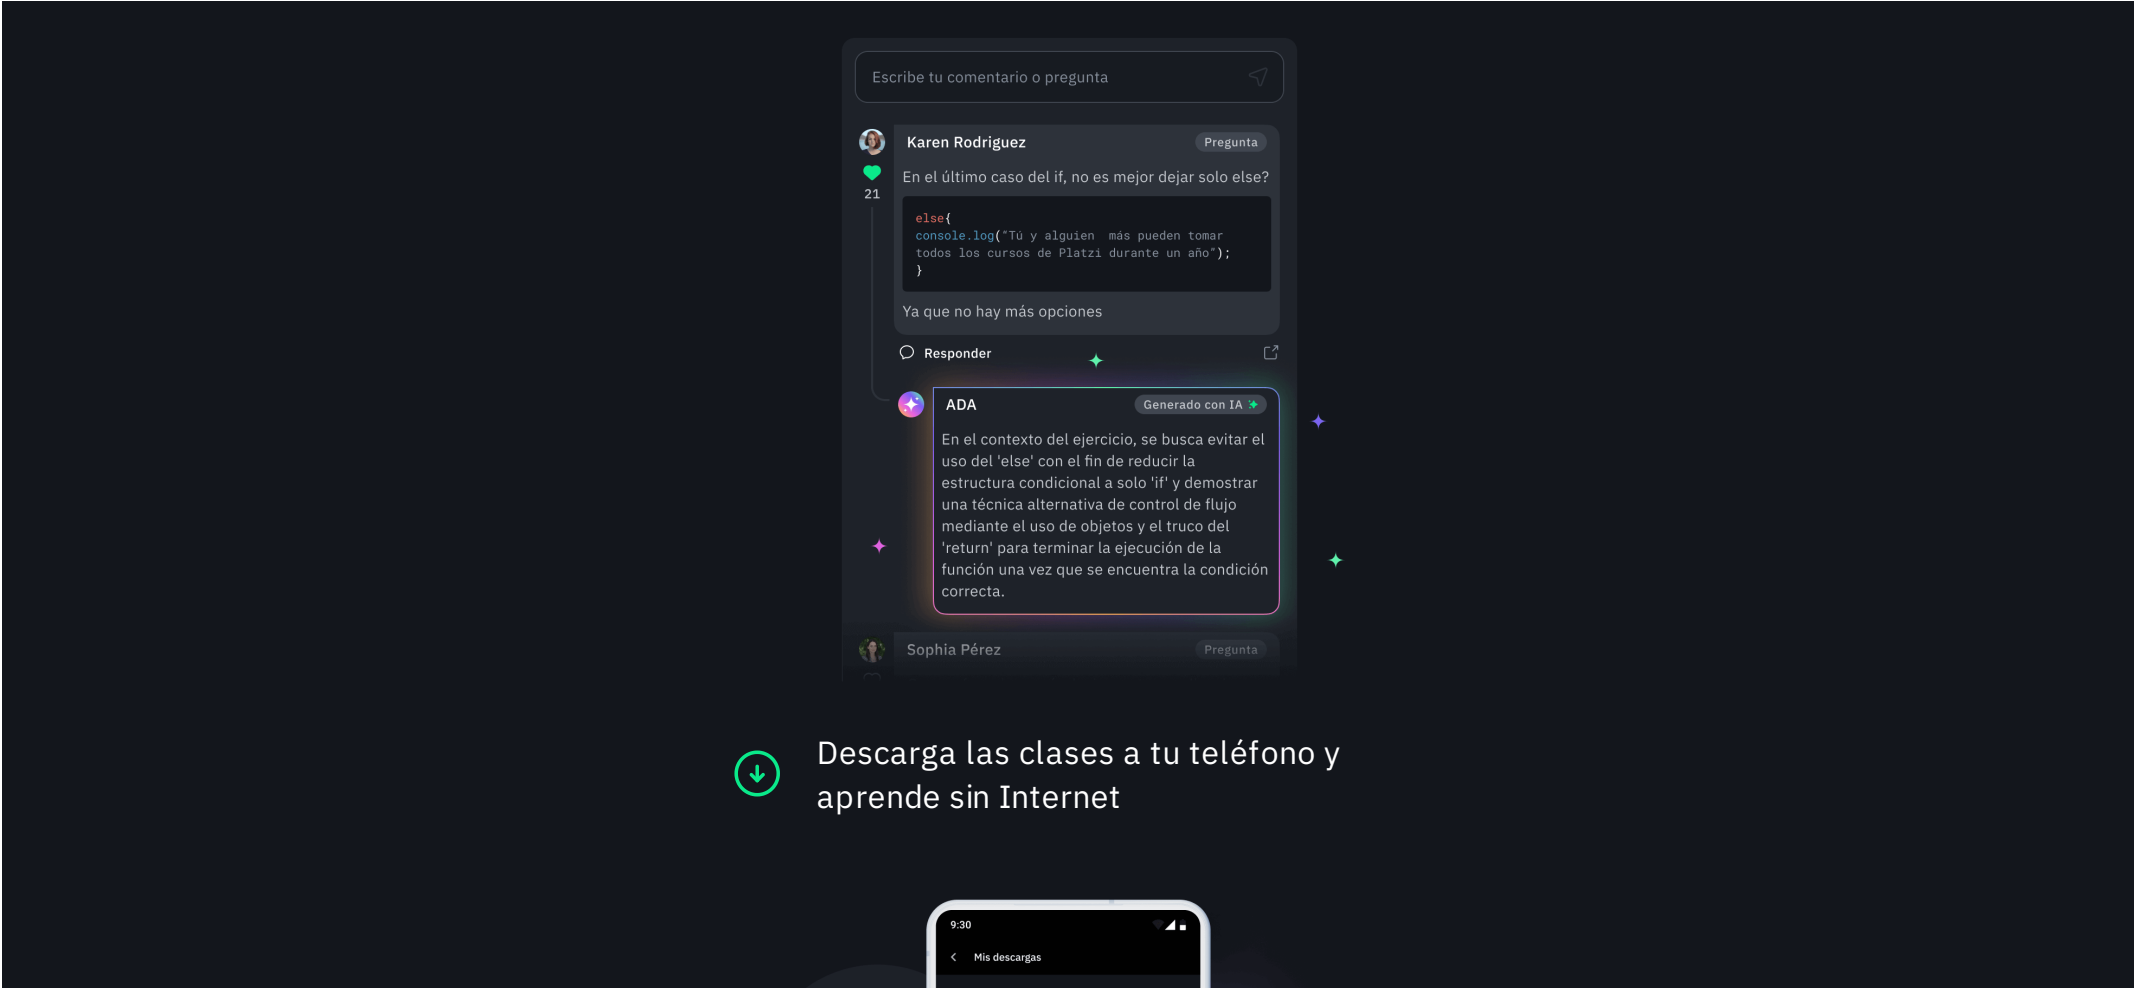 Escribe tu comentario o pregunta
Karen Rodriguez
Pregunta
21
En el último caso del if, no es mejor dejar solo else?
else{
console.log("Tú y alguien  más pueden tomar
todos los cursos de Platzi durante un año");
}
Ya que no hay más opciones
Responder
ADA
Generado con IA
En el contexto del ejercicio, se busca evitar el
uso del 'else' con el fin de reducir la
estructura condicional a solo 'if' y demostrar
una técnica alternativa de control de flujo
mediante el uso de objetos y el truco del
'return' para terminar la ejecución de la
función una vez que se encuentra la condición
correcta.
Sophia Pérez
Pregunta
Descarga las clases a tu teléfono y
aprende sin Internet
9:30
Mis descargas